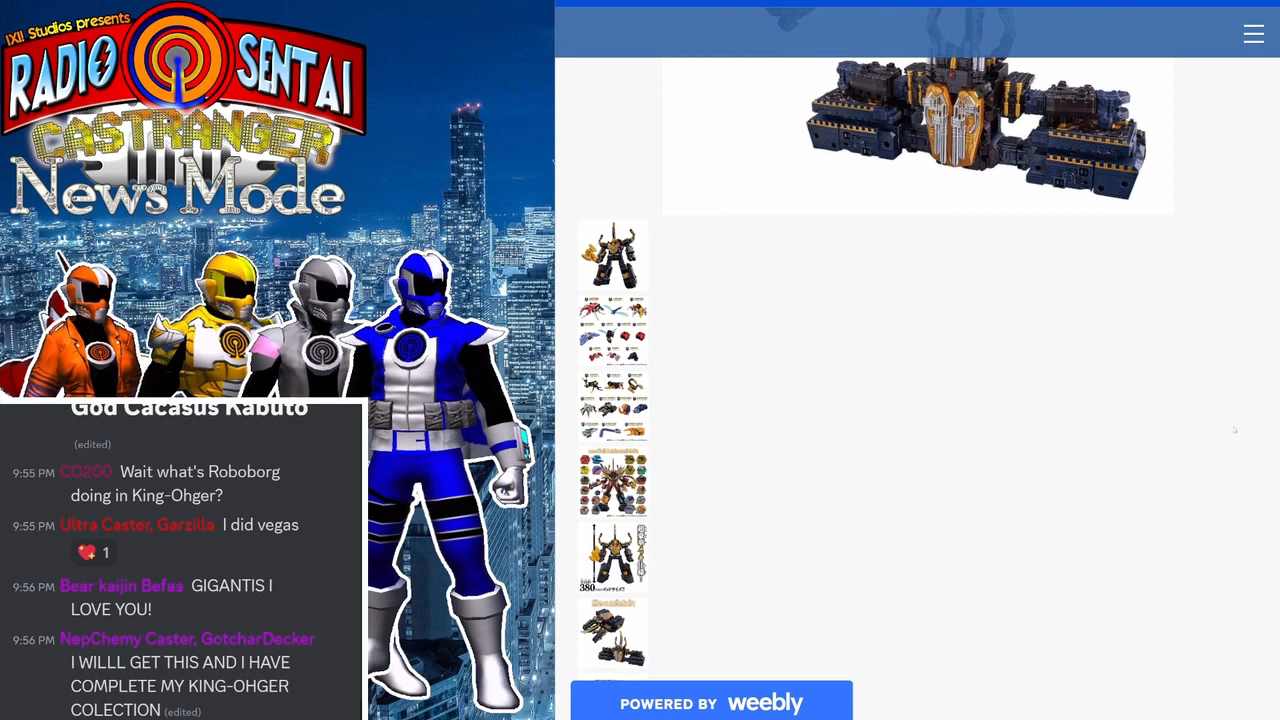 IXII Studios presents
RADIO SENTAI
CASTRANGER
News Mode
God Cacasus Kabuto
(edited)
9:55 PM CO200 Wait what's Roboborg
doing in King-Ohger?
9:55 PM Ultra Caster, Garzilla I did vegas
💖 1
9:56 PM Bear kaijin Befas GIGANTIS I
LOVE YOU!
9:56 PM NepChemy Caster, GotcharDecker
I WILLL GET THIS AND I HAVE
COMPLETE MY KING-OHGER
COLECTION (edited)
380
POWERED BY weebly